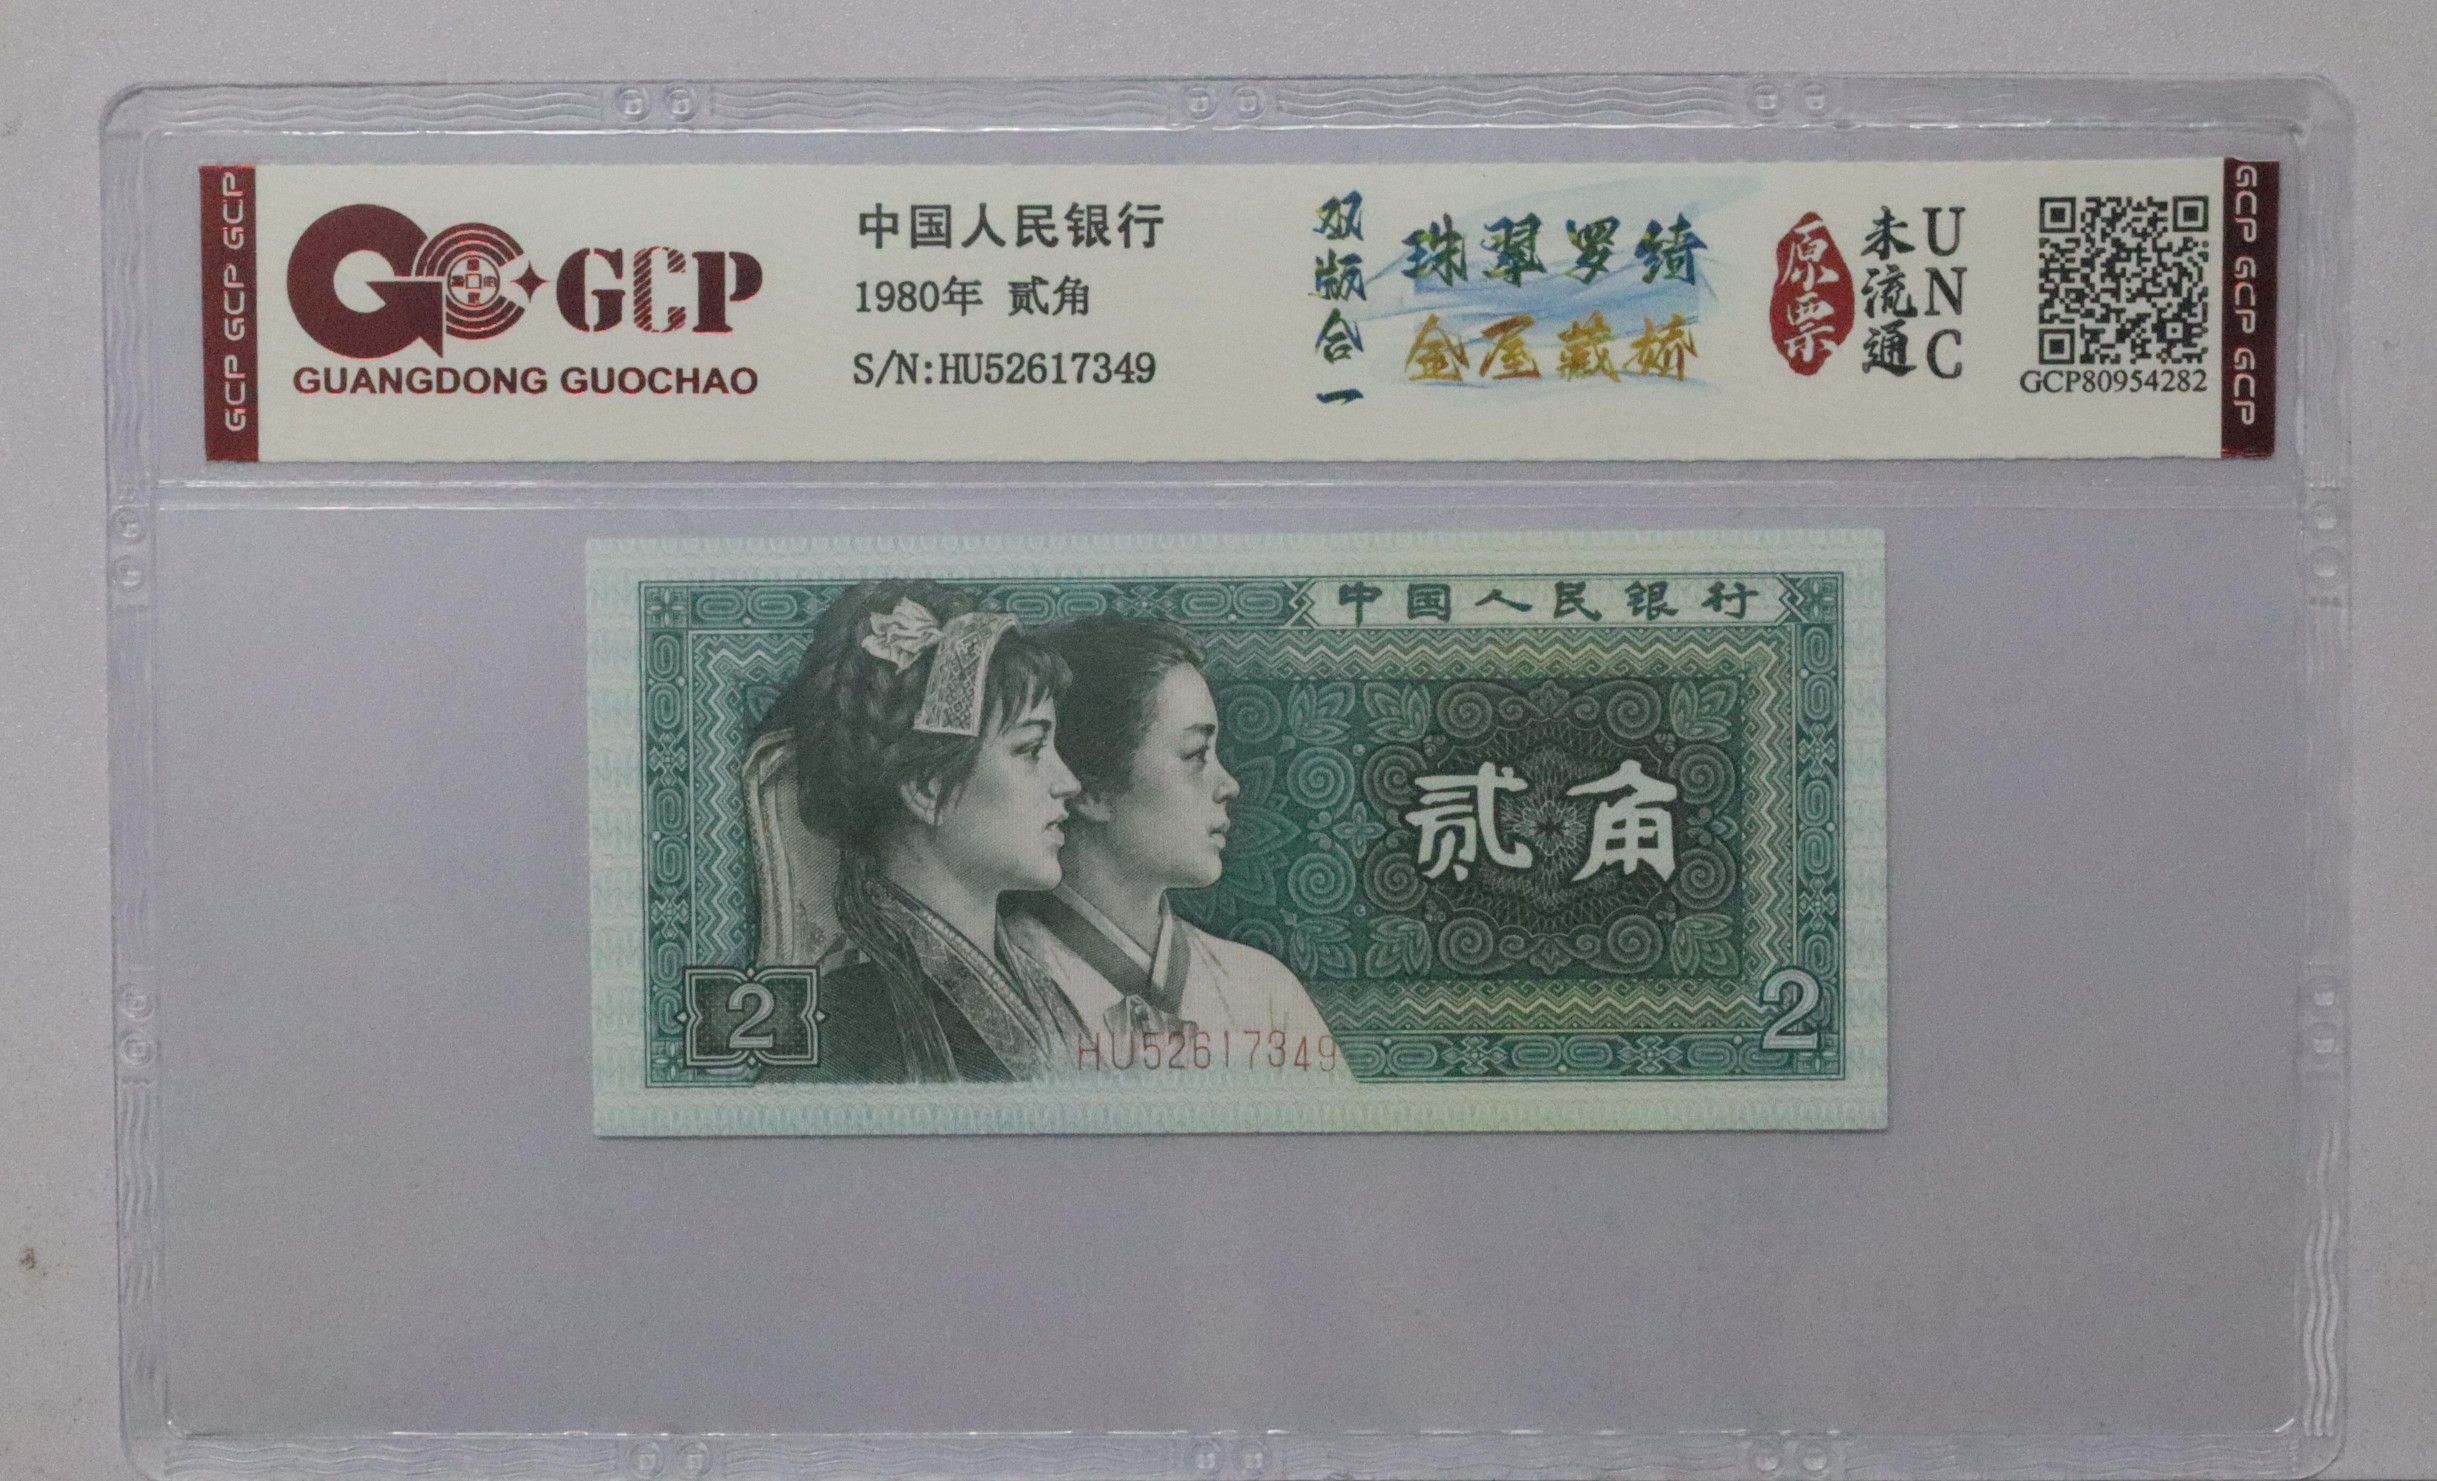 GCP GCP GCP
GCP
GUANGDONG GUOCHAO
中国人民银行
1980年 贰角
S/N:HU52617349
双版合一
珠翠罗绮
金屋藏娇
原票
未流通
UNC
GCP80954282
GCP GCP GCP
中国人民银行
贰角
2
2
HU52617349